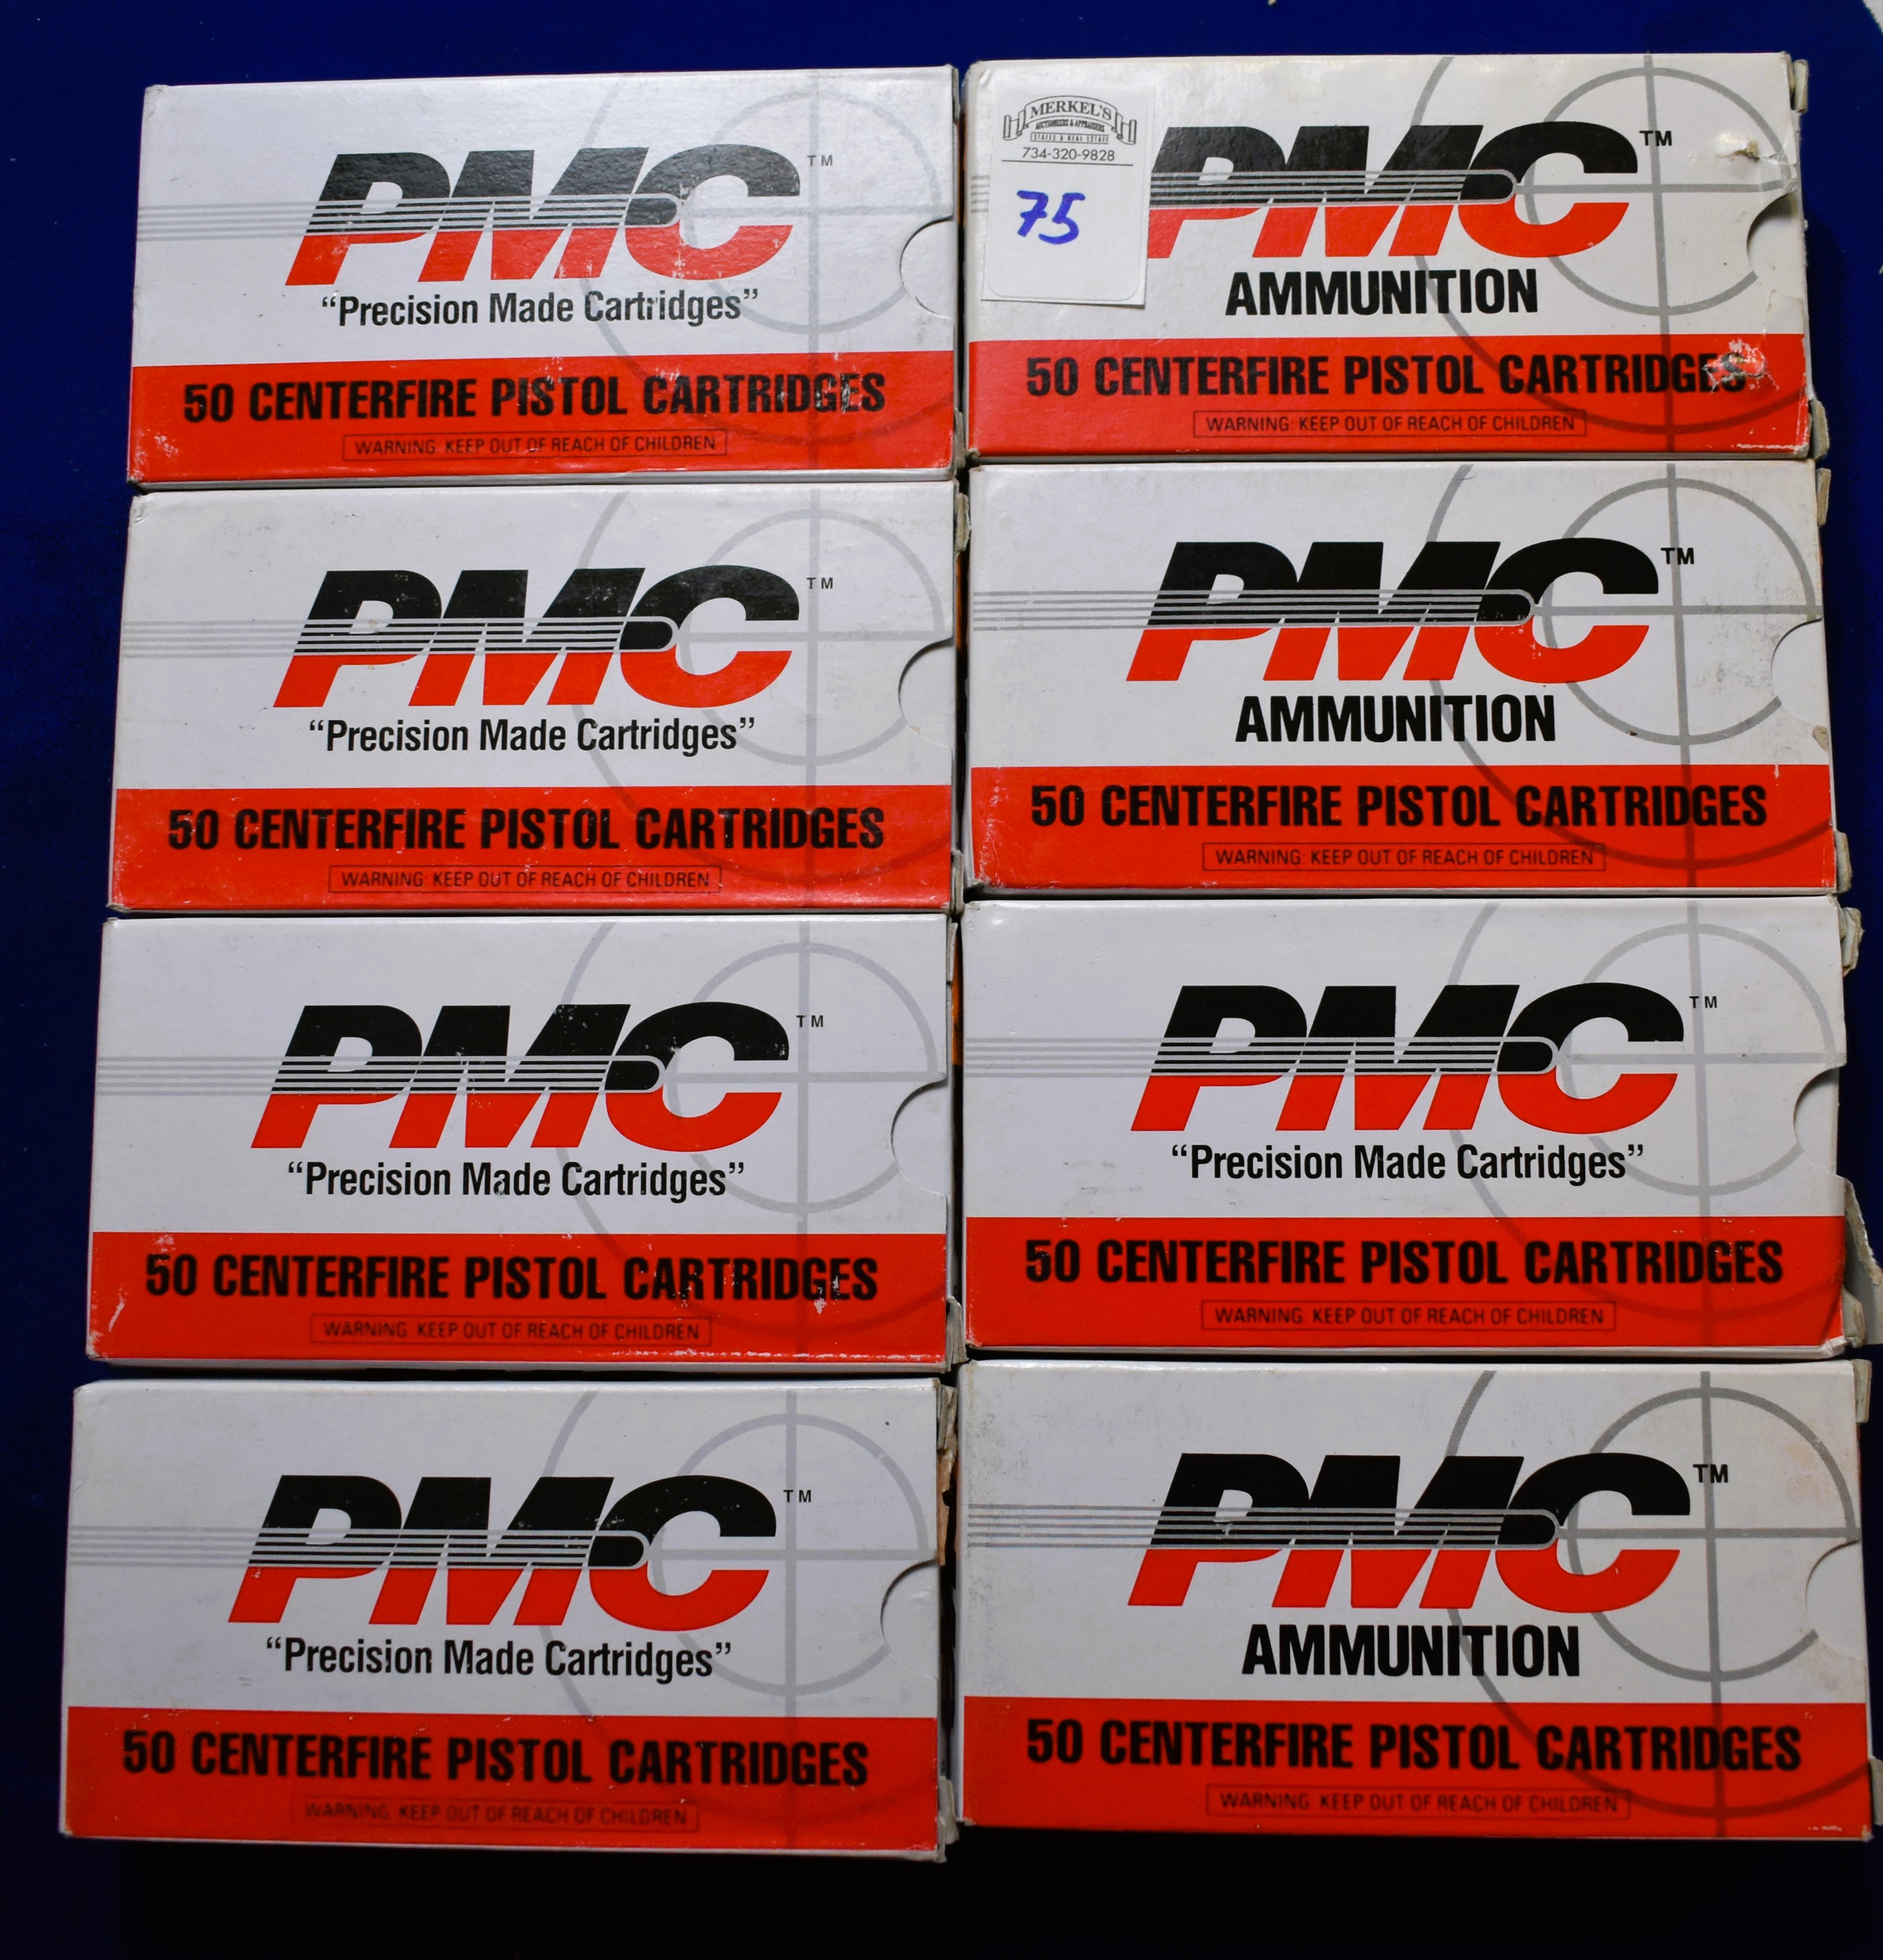 PMC™
"Precision Made Cartridges"
50 CENTERFIRE PISTOL CARTRIDGES
WARNING: KEEP OUT OF REACH OF CHILDREN
MERKEL'S
AUCTIONEERS & APPRAISERS
ESTATES & REAL ESTATE
734-320-9828
75
PMC™
AMMUNITION
50 CENTERFIRE PISTOL CARTRIDGES
WARNING: KEEP OUT OF REACH OF CHILDREN
PMC™
"Precision Made Cartridges"
50 CENTERFIRE PISTOL CARTRIDGES
WARNING: KEEP OUT OF REACH OF CHILDREN
PMC™
AMMUNITION
50 CENTERFIRE PISTOL CARTRIDGES
WARNING: KEEP OUT OF REACH OF CHILDREN
PMC™
"Precision Made Cartridges"
50 CENTERFIRE PISTOL CARTRIDGES
WARNING: KEEP OUT OF REACH OF CHILDREN
PMC™
"Precision Made Cartridges"
50 CENTERFIRE PISTOL CARTRIDGES
WARNING: KEEP OUT OF REACH OF CHILDREN
PMC™
"Precision Made Cartridges"
50 CENTERFIRE PISTOL CARTRIDGES
WARNING: KEEP OUT OF REACH OF CHILDREN
PMC™
AMMUNITION
50 CENTERFIRE PISTOL CARTRIDGES
WARNING: KEEP OUT OF REACH OF CHILDREN